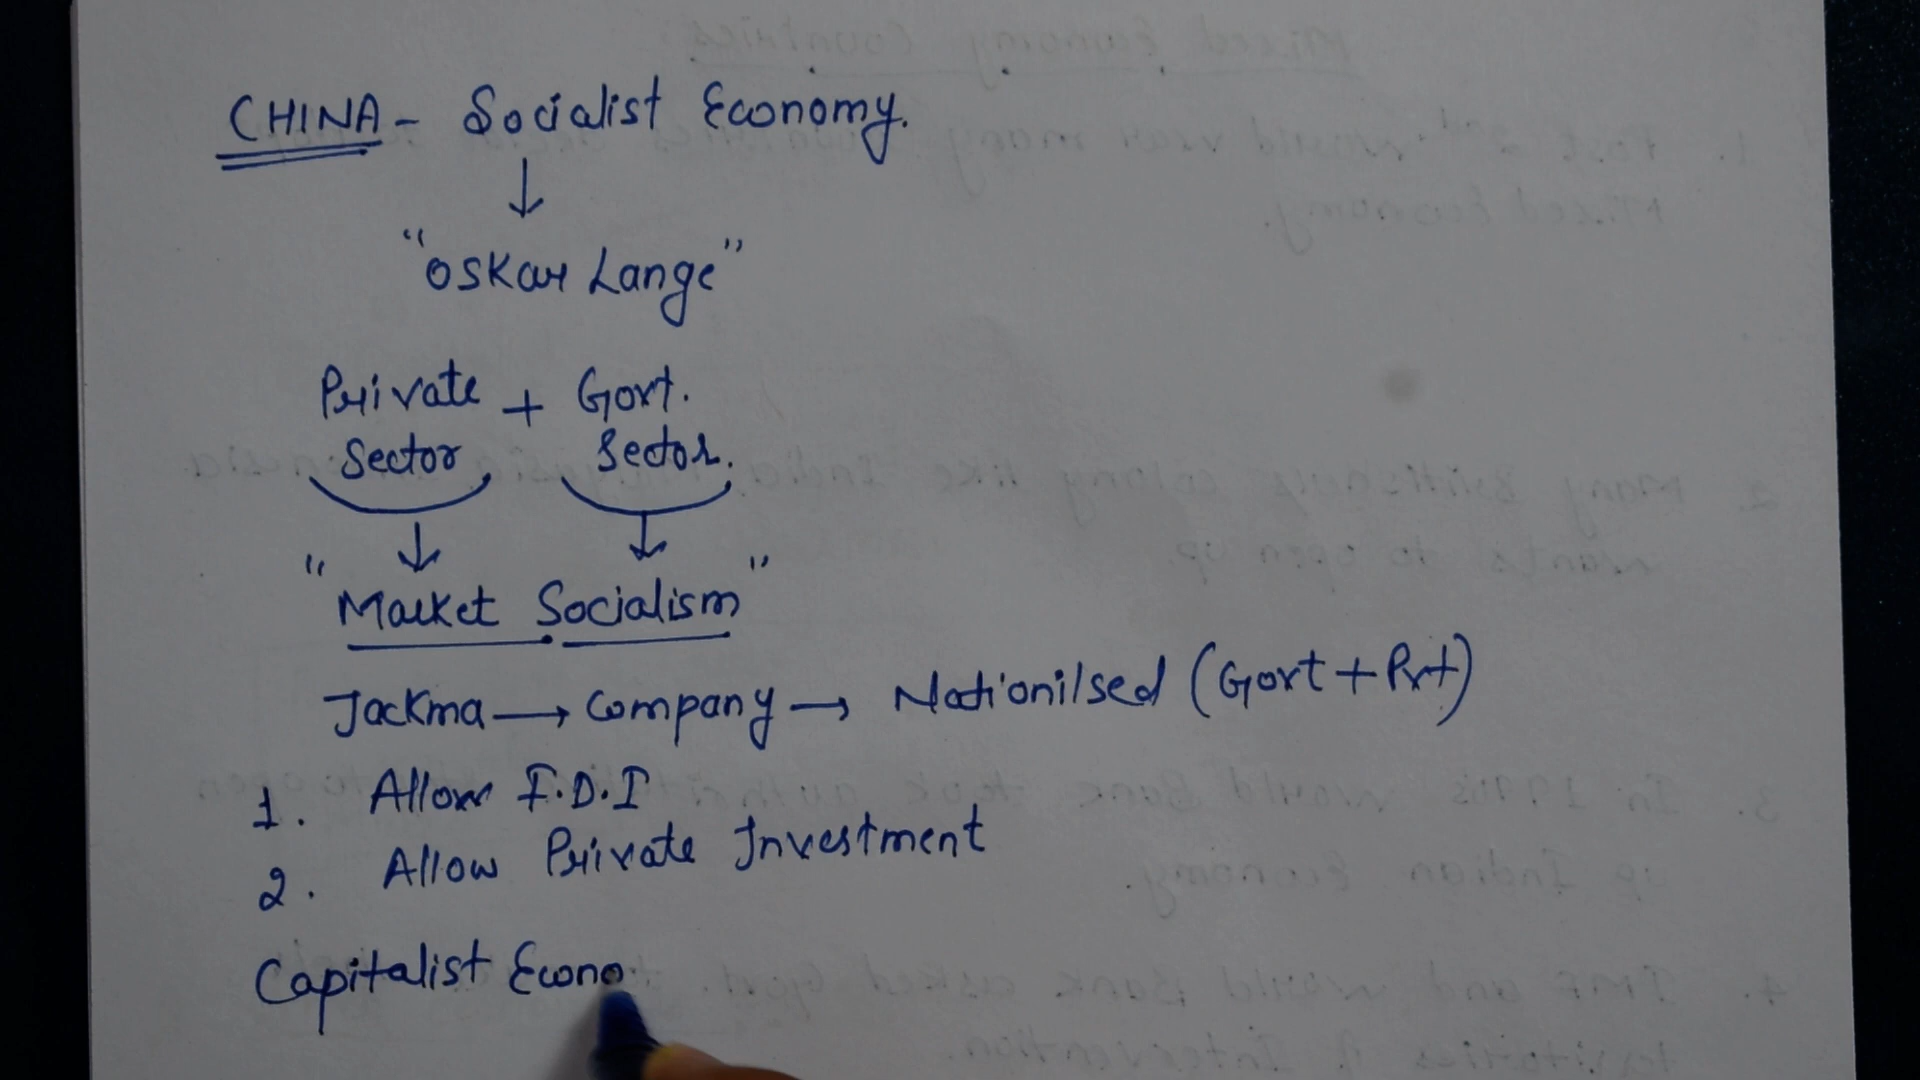 CHINA - Socialist Economy.
↓
"Oskar Lange"
Private + Govt.
Sector Sector.
↓ ↓
"Market Socialism"
Jackma → Company → Nationilsed (Govt + Pvt)
1. Allow F.D.I
2. Allow Private Investment
Capitalist Econo